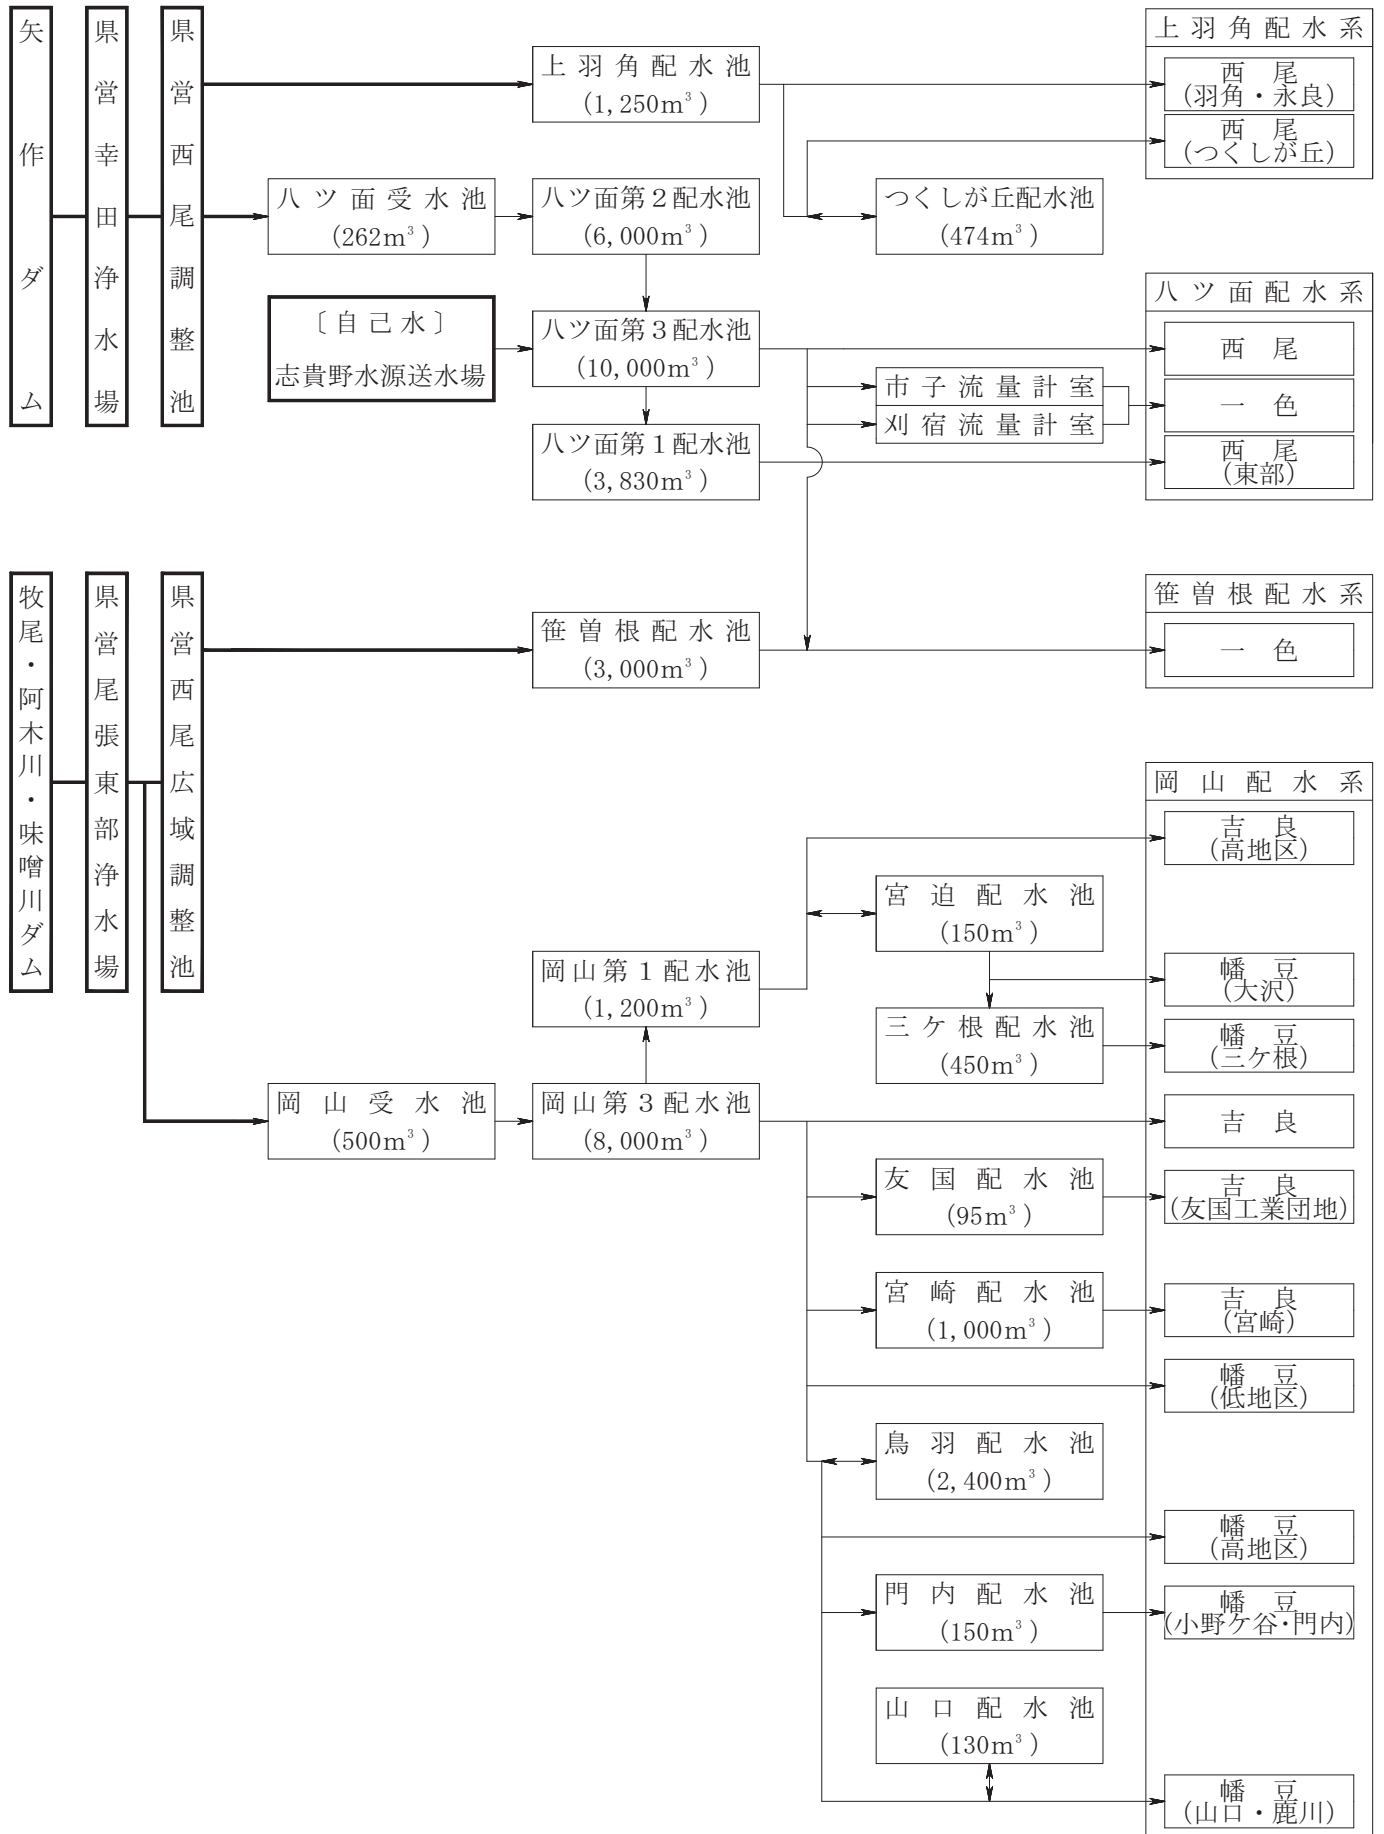 矢作ダム
県営幸田浄水場
県営西尾調整池
上羽角配水池
(1,250m³)
上羽角配水系
西尾
(羽角・永良)
西尾
(つくしが丘)
八ツ面受水池
(262m³)
八ツ面第2配水池
(6,000m³)
つくしが丘配水池
(474m³)
〔自己水〕
志貴野水源送水場
八ツ面第3配水池
(10,000m³)
八ツ面配水系
西尾
市子流量計室
刈宿流量計室
一色
八ツ面第1配水池
(3,830m³)
西尾
(東部)
牧尾・阿木川・味噌川ダム
県営尾張東部浄水場
県営西尾広域調整池
笹曽根配水池
(3,000m³)
笹曽根配水系
一色
岡山配水系
吉良
(高地区)
宮迫配水池
(150m³)
岡山第1配水池
(1,200m³)
幡豆
(大沢)
三ケ根配水池
(450m³)
幡豆
(三ケ根)
岡山受水池
(500m³)
岡山第3配水池
(8,000m³)
吉良
友国配水池
(95m³)
吉良
(友国工業団地)
宮崎配水池
(1,000m³)
吉良
(宮崎)
幡豆
(低地区)
鳥羽配水池
(2,400m³)
幡豆
(高地区)
門内配水池
(150m³)
幡豆
(小野ケ谷・門内)
山口配水池
(130m³)
幡豆
(山口・鹿川)